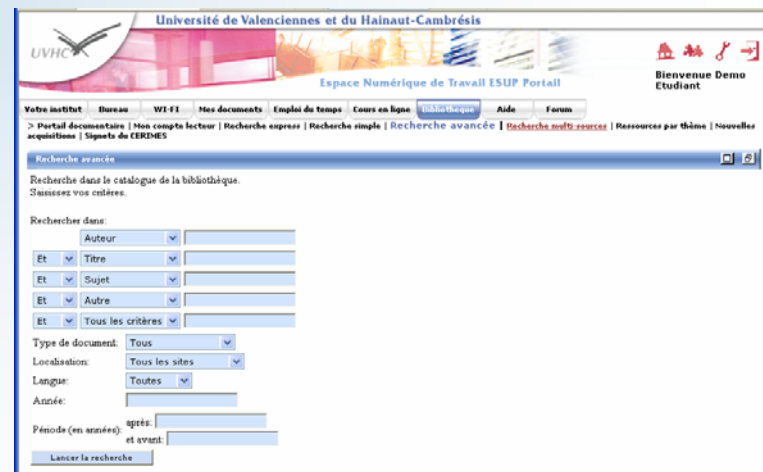 Université de Valenciennes et du Hainaut-Cambrésis
UVHC
Espace Numérique de Travail ESUP Portail
Bienvenue Demo
Etudiant
Votre institut Bureau WI-FI Mes documents Emploi du temps Cours en ligne Bibliothèque Aide Forum
> Portail documentaire | Mon compte lecteur | Recherche express | Recherche simple | Recherche avancée | Recherche multi-sources | Ressources par thème | Nouvelles
acquisitions | Signets du CERIMES
Recherche avancée
Recherche dans le catalogue de la bibliothèque.
Saisissez vos critères.
Rechercher dans:
Auteur
Et Titre
Et Sujet
Et Autre
Et Tous les critères
Type de document: Tous
Localisation: Tous les sites
Langue: Toutes
Année:
Période (en années): après:
et avant:
Lancer la recherche